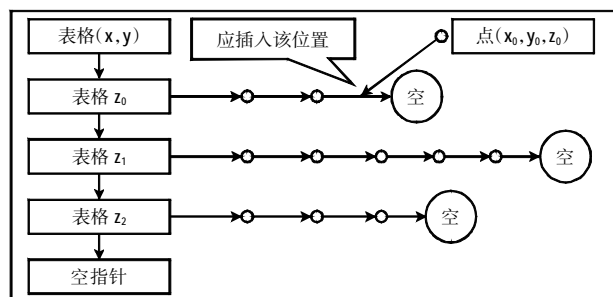 表格(x,y)
应插入该位置
点(x₀,y₀,z₀)
表格 z₀
空
表格 z₁
空
表格 z₂
空
空指针